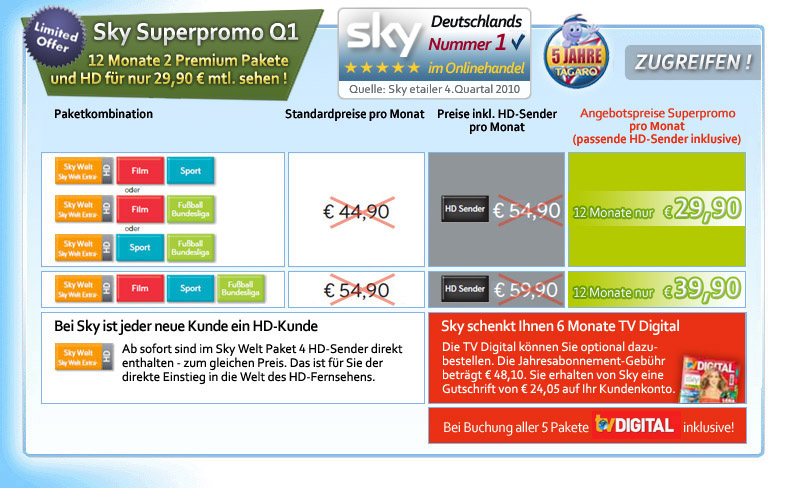 Limited
Offer
Sky Superpromo Q1
12 Monate 2 Premium Pakete
und HD für nur 29,90 € mtl. sehen !
sky
Deutschlands
Nummer 1
im Onlinehandel
Quelle: Sky etailer 4.Quartal 2010
5 JAHRE
TAGARO
ZUGREIFEN !
Paketkombination
Standardpreise pro Monat
Preise inkl. HD-Sender
pro Monat
Angebotspreise Superpromo
pro Monat
(passende HD-Sender inklusive)
Sky Welt
Sky Welt Extra
HD
Film
Sport
oder
Sky Welt
Sky Welt Extra
HD
Film
Fußball
Bundesliga
oder
Sky Welt
Sky Welt Extra
HD
Sport
Fußball
Bundesliga
€ 44,90
HD Sender
€ 54,90
12 Monate nur € 29,90
Sky Welt
Sky Welt Extra
HD
Film
Sport
Fußball
Bundesliga
€ 54,90
HD Sender
€ 59,90
12 Monate nur € 39,90
Bei Sky ist jeder neue Kunde ein HD-Kunde
Sky Welt
Sky Welt Extra
HD
Ab sofort sind im Sky Welt Paket 4 HD-Sender direkt
enthalten - zum gleichen Preis. Das ist für Sie der
direkte Einstieg in die Welt des HD-Fernsehens.
Sky schenkt Ihnen 6 Monate TV Digital
Die TV Digital können Sie optional dazu-
bestellen. Die Jahresabonnement-Gebühr
beträgt € 48,10. Sie erhalten von Sky eine
Gutschrift von € 24,05 auf Ihr Kundenkonto.
TV DIGITAL
Bei Buchung aller 5 Pakete tv DIGITAL inklusive!